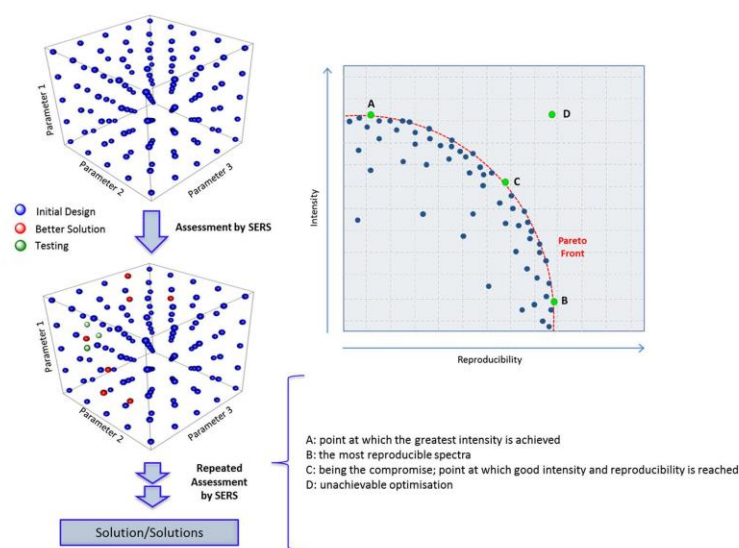 Parameter 1
Parameter 2
Parameter 3
Initial Design
Better Solution
Testing
Assessment by SERS
Parameter 1
Parameter 2
Parameter 3
Repeated
Assessment
by SERS
Solution/Solutions
Intensity
A
D
C
Pareto
Front
B
Reproducibility
A: point at which the greatest intensity is achieved
B: the most reproducible spectra
C: being the compromise; point at which good intensity and reproducibility is reached
D: unachievable optimisation